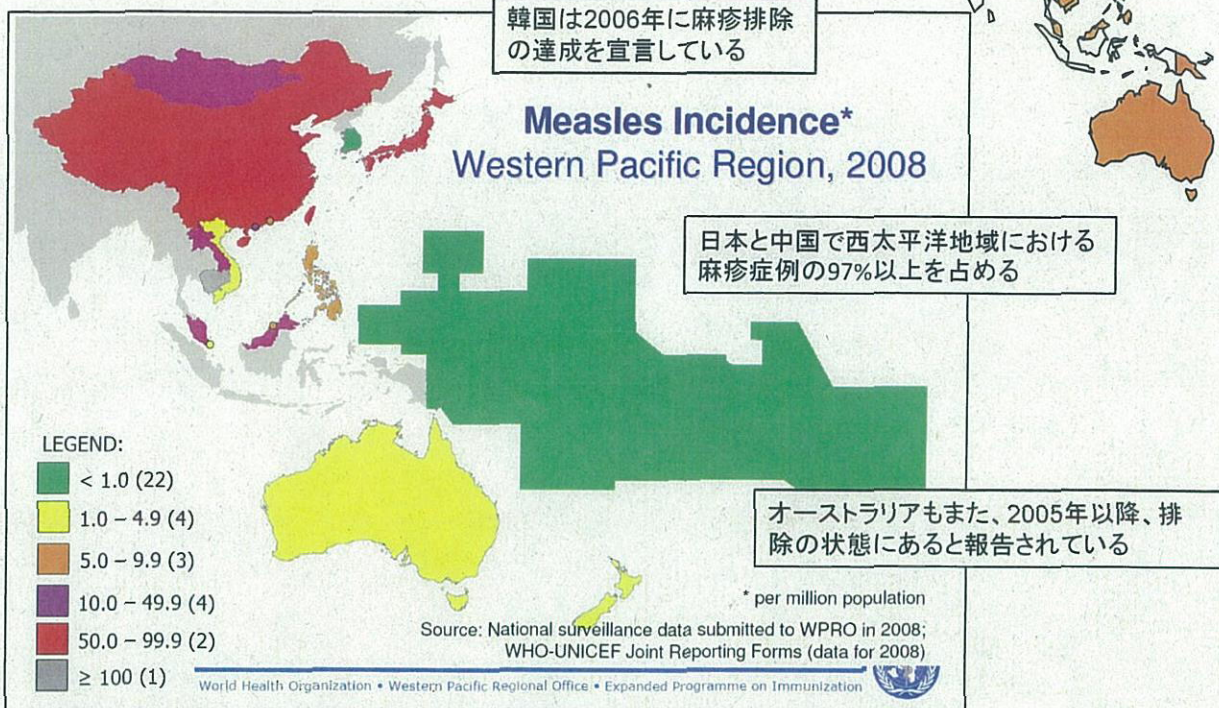 韓国は2006年に麻疹排除
の達成を宣言している
Measles Incidence*
Western Pacific Region, 2008
日本と中国で西太平洋地域における
麻疹症例の97%以上を占める
LEGEND:
< 1.0 (22)
1.0 – 4.9 (4)
5.0 – 9.9 (3)
10.0 – 49.9 (4)
50.0 – 99.9 (2)
≥ 100 (1)
オーストラリアもまた、2005年以降、排
除の状態にあると報告されている
* per million population
Source: National surveillance data submitted to WPRO in 2008;
WHO-UNICEF Joint Reporting Forms (data for 2008)
World Health Organization • Western Pacific Regional Office • Expanded Programme on Immunization